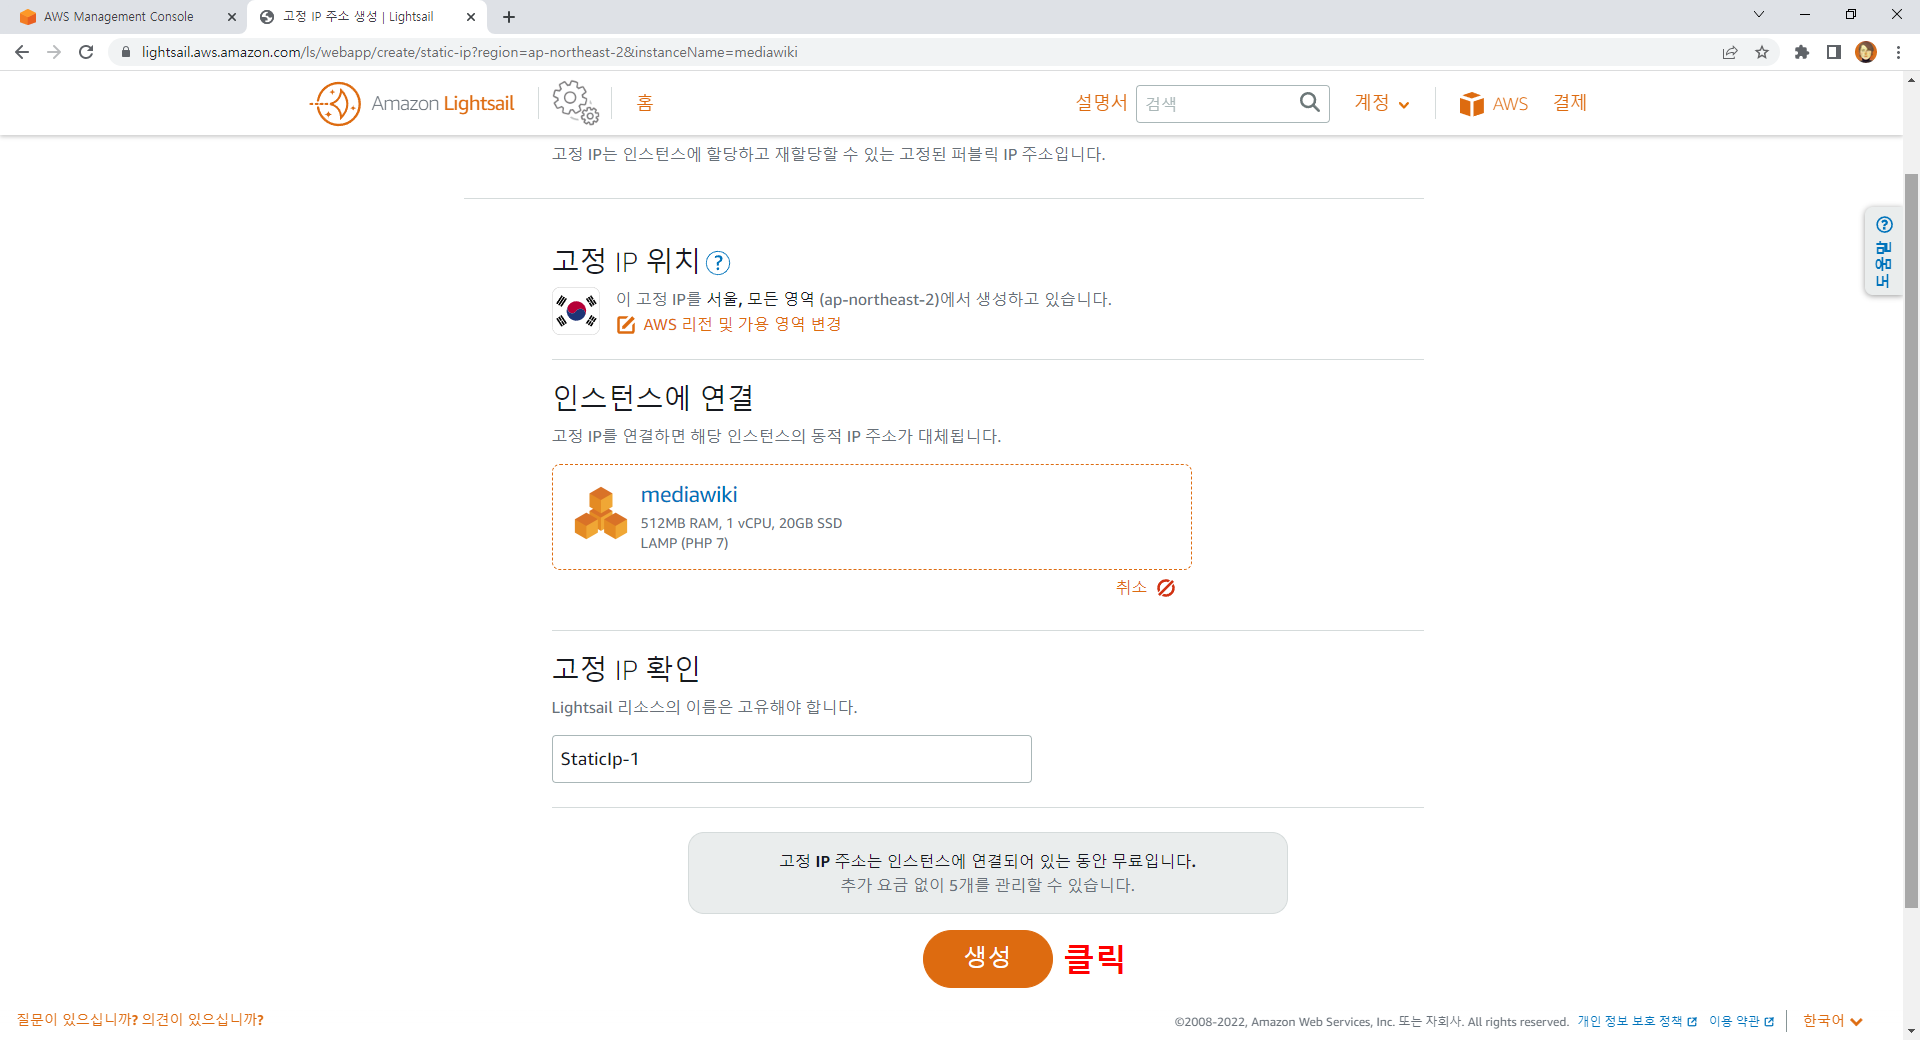 AWS Management Console
고정 IP 주소 생성 | Lightsail
lightsail.aws.amazon.com/ls/webapp/create/static-ip?region=ap-northeast-2&instanceName=mediawiki
Amazon Lightsail
홈
설명서
검색
계정
AWS
결제
고정 IP는 인스턴스에 할당하고 재할당할 수 있는 고정된 퍼블릭 IP 주소입니다.
도움말
고정 IP 위치
이 고정 IP를 서울, 모든 영역 (ap-northeast-2)에서 생성하고 있습니다.
AWS 리전 및 가용 영역 변경
인스턴스에 연결
고정 IP를 연결하면 해당 인스턴스의 동적 IP 주소가 대체됩니다.
mediawiki
512MB RAM, 1 vCPU, 20GB SSD
LAMP (PHP 7)
취소
고정 IP 확인
Lightsail 리소스의 이름은 고유해야 합니다.
StaticIp-1
고정 IP 주소는 인스턴스에 연결되어 있는 동안 무료입니다.
추가 요금 없이 5개를 관리할 수 있습니다.
생성
클릭
질문이 있으십니까? 의견이 있으십니까?
©2008-2022, Amazon Web Services, Inc. 또는 자회사. All rights reserved.
개인 정보 보호 정책
이용 약관
한국어